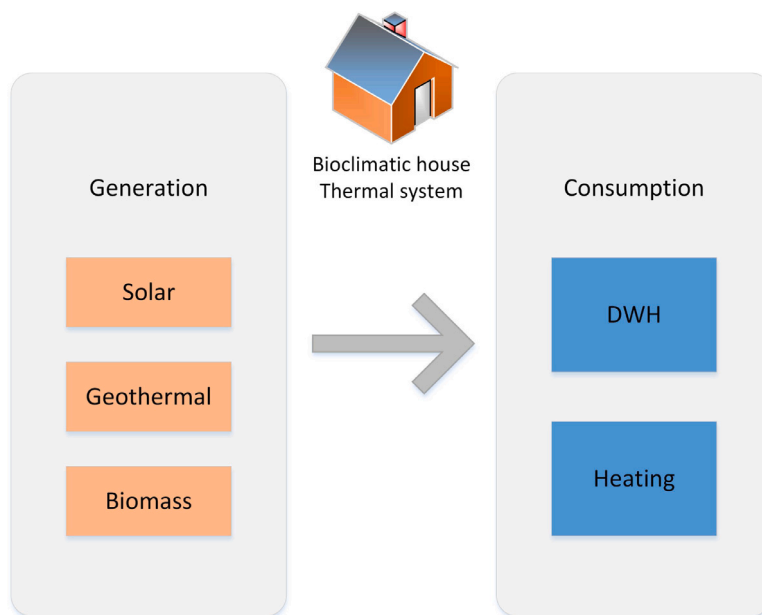 Bioclimatic house
Thermal system
Generation
Solar
Geothermal
Biomass
Consumption
DWH
Heating